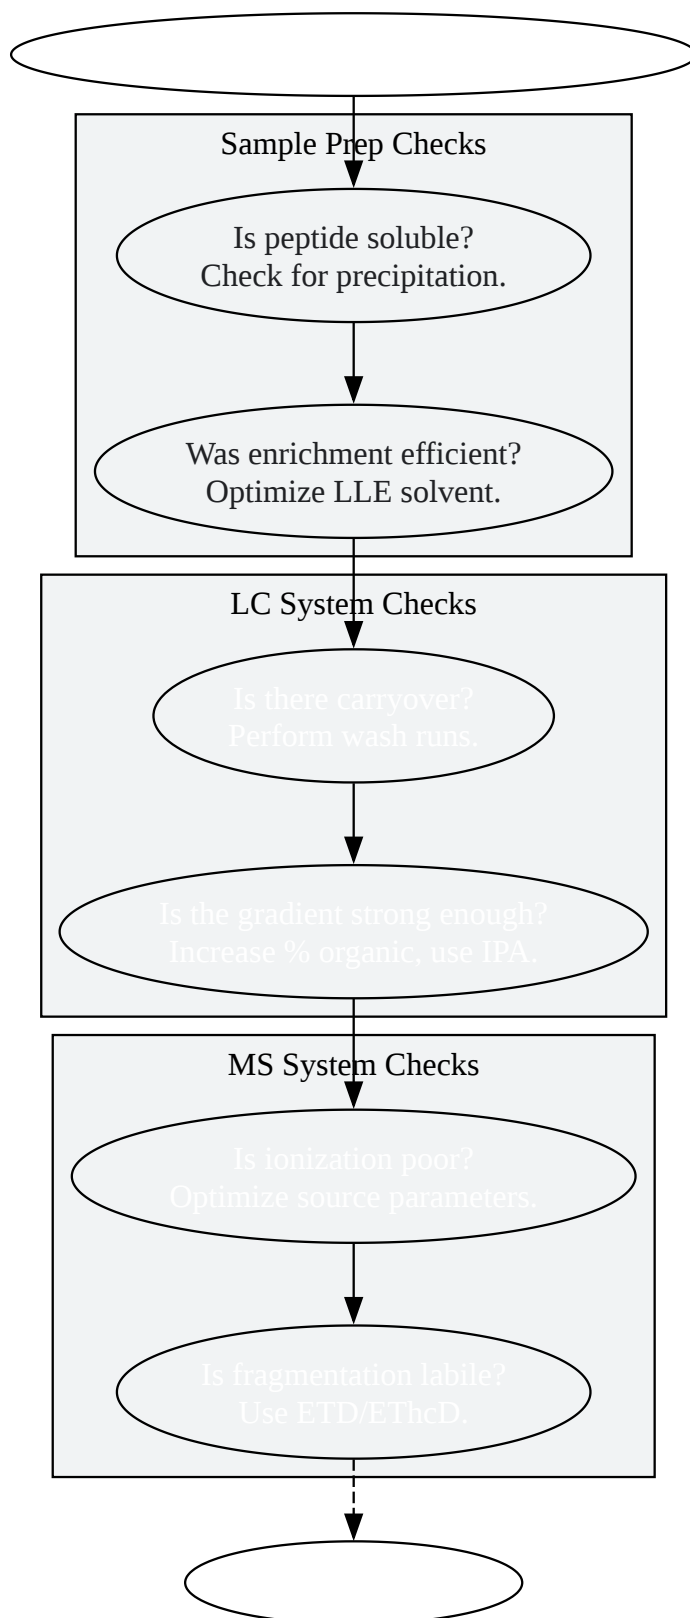 Sample Prep Checks
Is peptide soluble?
Check for precipitation.
Was enrichment efficient?
Optimize LLE solvent.
LC System Checks
Is there carryover?
Perform wash runs.
Is the gradient strong enough?
Increase % organic, use IPA.
MS System Checks
Is ionization poor?
Optimize source parameters.
Is fragmentation labile?
Use ETD/EThcD.